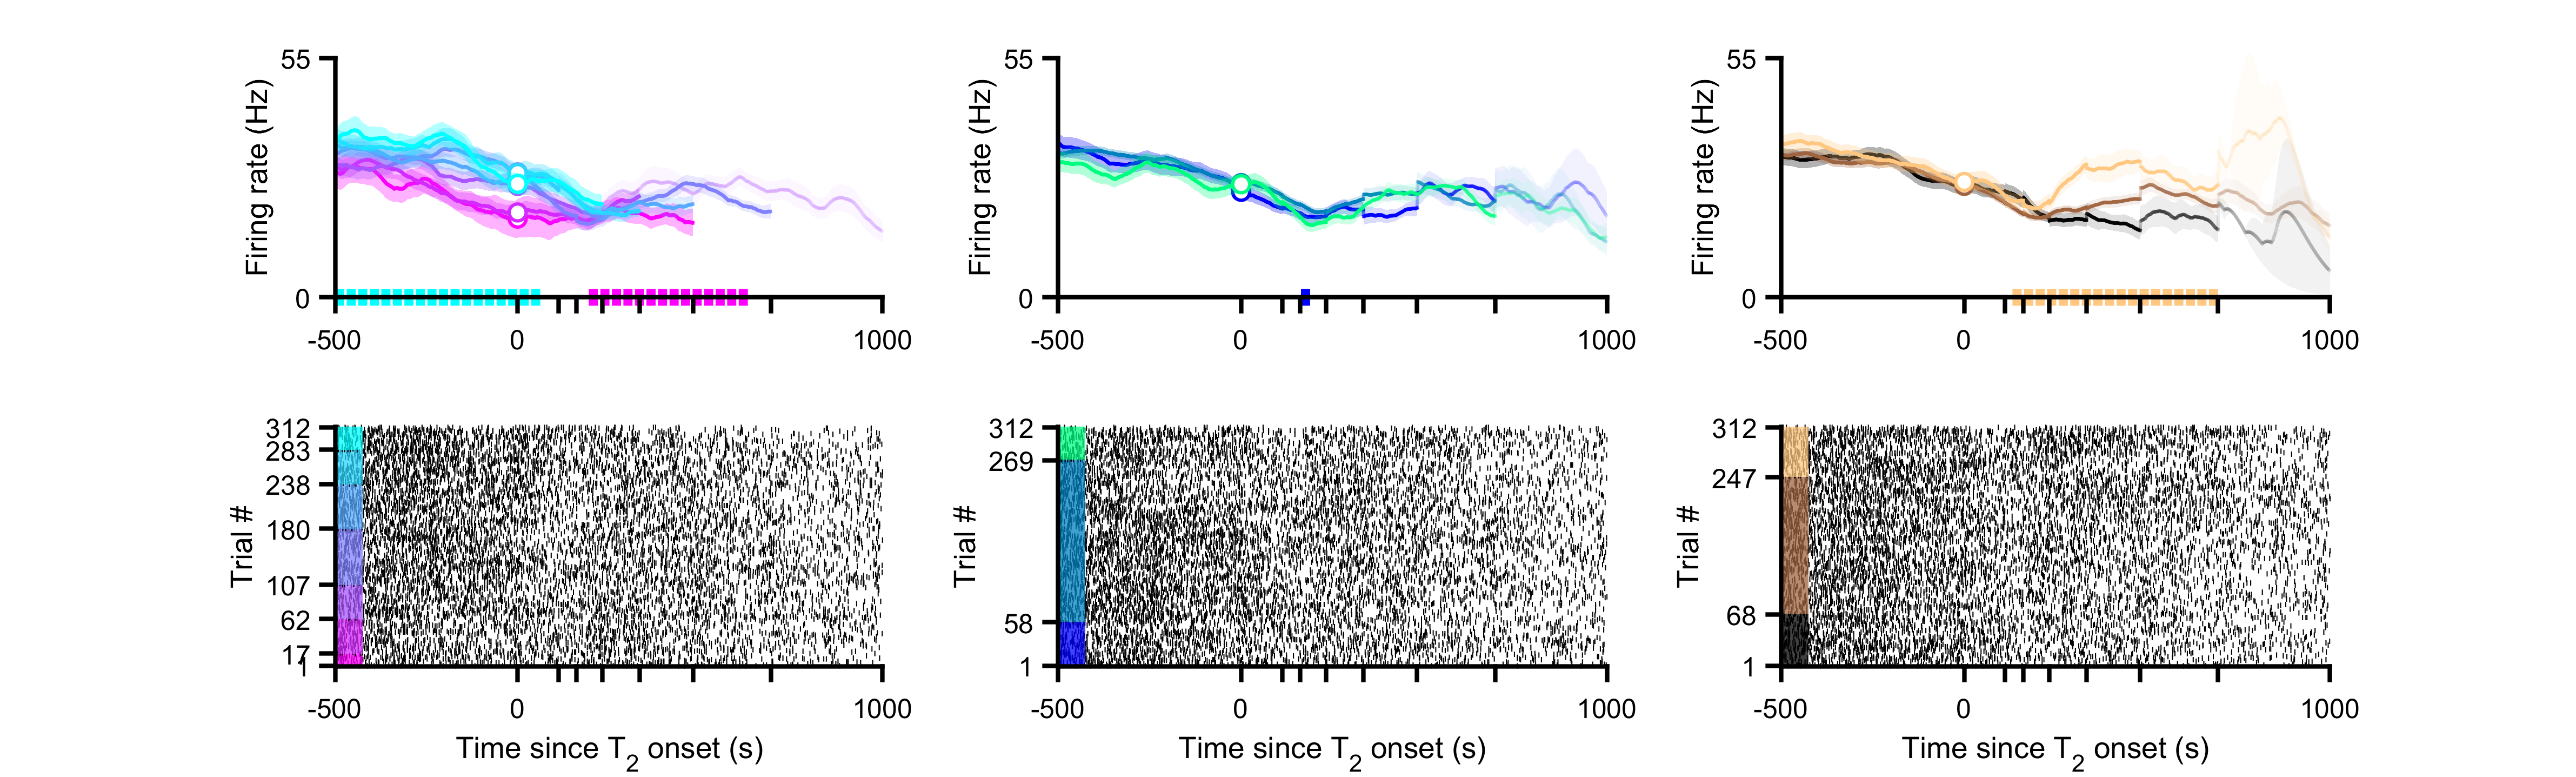 55
Firing rate (Hz)
0
-500 0 1000
55
Firing rate (Hz)
0
-500 0 1000
55
Firing rate (Hz)
0
-500 0 1000
312
283
238
180
107
62
17
1
Trial #
-500 0 1000
Time since T2 onset (s)
312
269
58
1
Trial #
-500 0 1000
Time since T2 onset (s)
312
247
68
1
Trial #
-500 0 1000
Time since T2 onset (s)